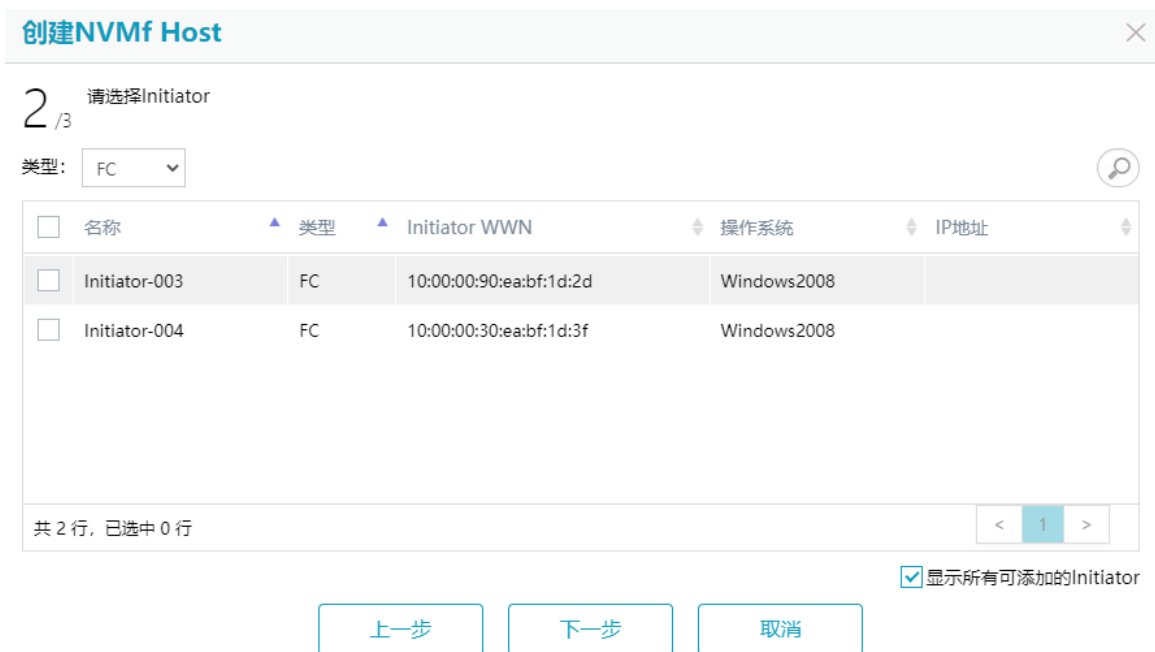 创建NVMf Host
2/3 请选择Initiator
类型: FC
名称 类型 Initiator WWN 操作系统 IP地址
Initiator-003 FC 10:00:00:90:ea:bf:1d:2d Windows2008
Initiator-004 FC 10:00:00:30:ea:bf:1d:3f Windows2008
共 2 行，已选中 0 行 < 1 >
显示所有可添加的Initiator
上一步 下一步 取消